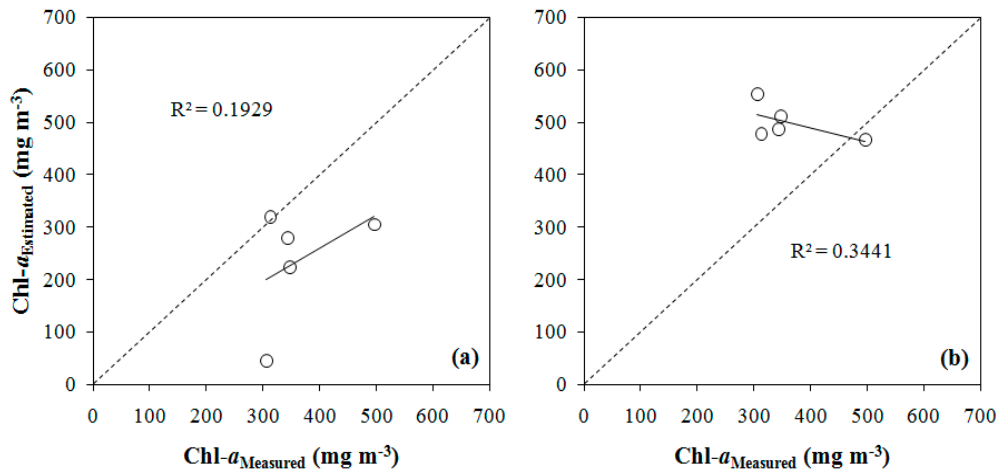 Chl-aEstimated (mg m-3)
700
600
500
400
300
200
100
0
R² = 0.1929
(a)
0 100 200 300 400 500 600 700
Chl-aMeasured (mg m-3)
700
600
500
400
300
200
100
0
R² = 0.3441
(b)
0 100 200 300 400 500 600 700
Chl-aMeasured (mg m-3)